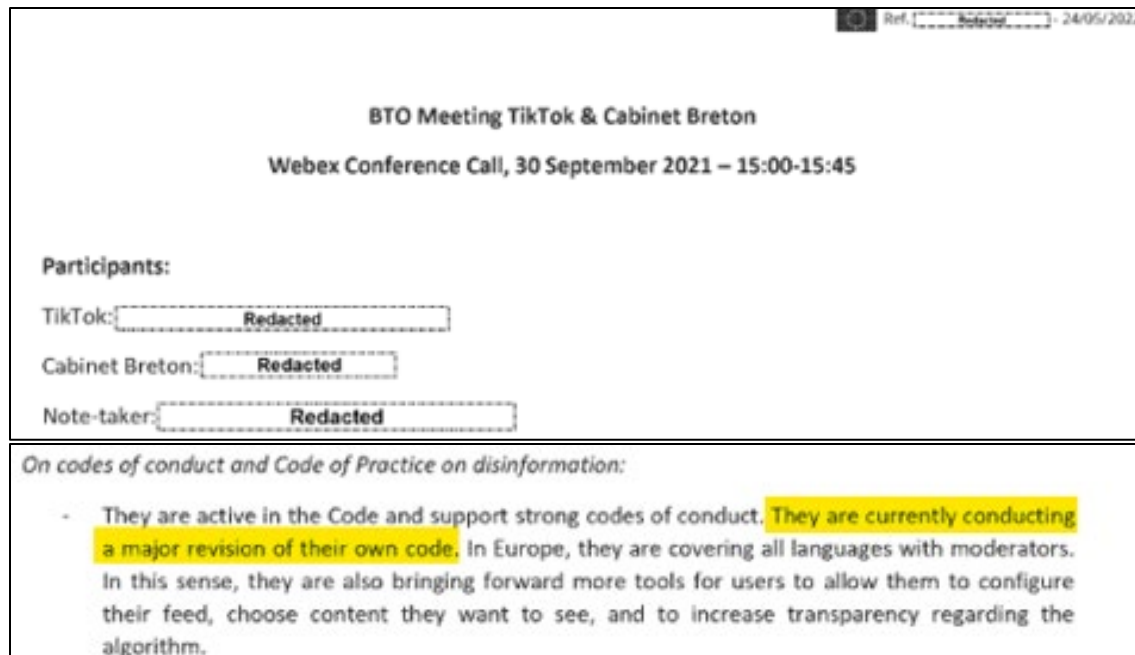 Ref. Redacted - 24/05/2022
BTO Meeting TikTok & Cabinet Breton
Webex Conference Call, 30 September 2021 – 15:00-15:45
Participants:
TikTok: Redacted
Cabinet Breton: Redacted
Note-taker: Redacted
On codes of conduct and Code of Practice on disinformation:
- They are active in the Code and support strong codes of conduct. They are currently conducting
a major revision of their own code. In Europe, they are covering all languages with moderators.
In this sense, they are also bringing forward more tools for users to allow them to configure
their feed, choose content they want to see, and to increase transparency regarding the
algorithm.